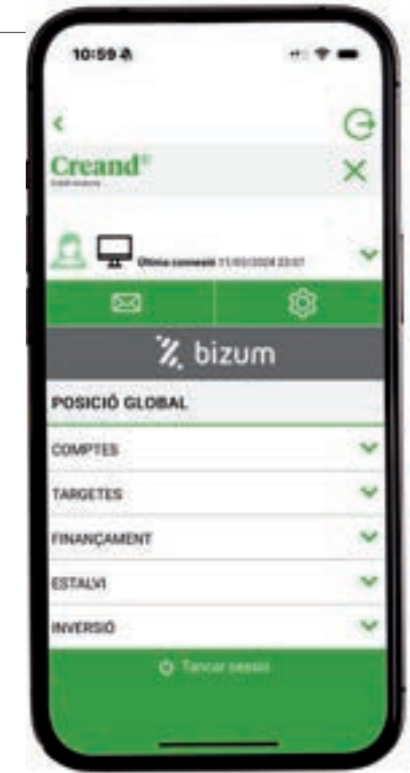 10:59
Creand
Última connexió 11/03/2024 23:07
bizum
POSICIÓ GLOBAL
COMPTES
TARGETES
FINANÇAMENT
ESTALVI
INVERSIÓ
Tancar sessió